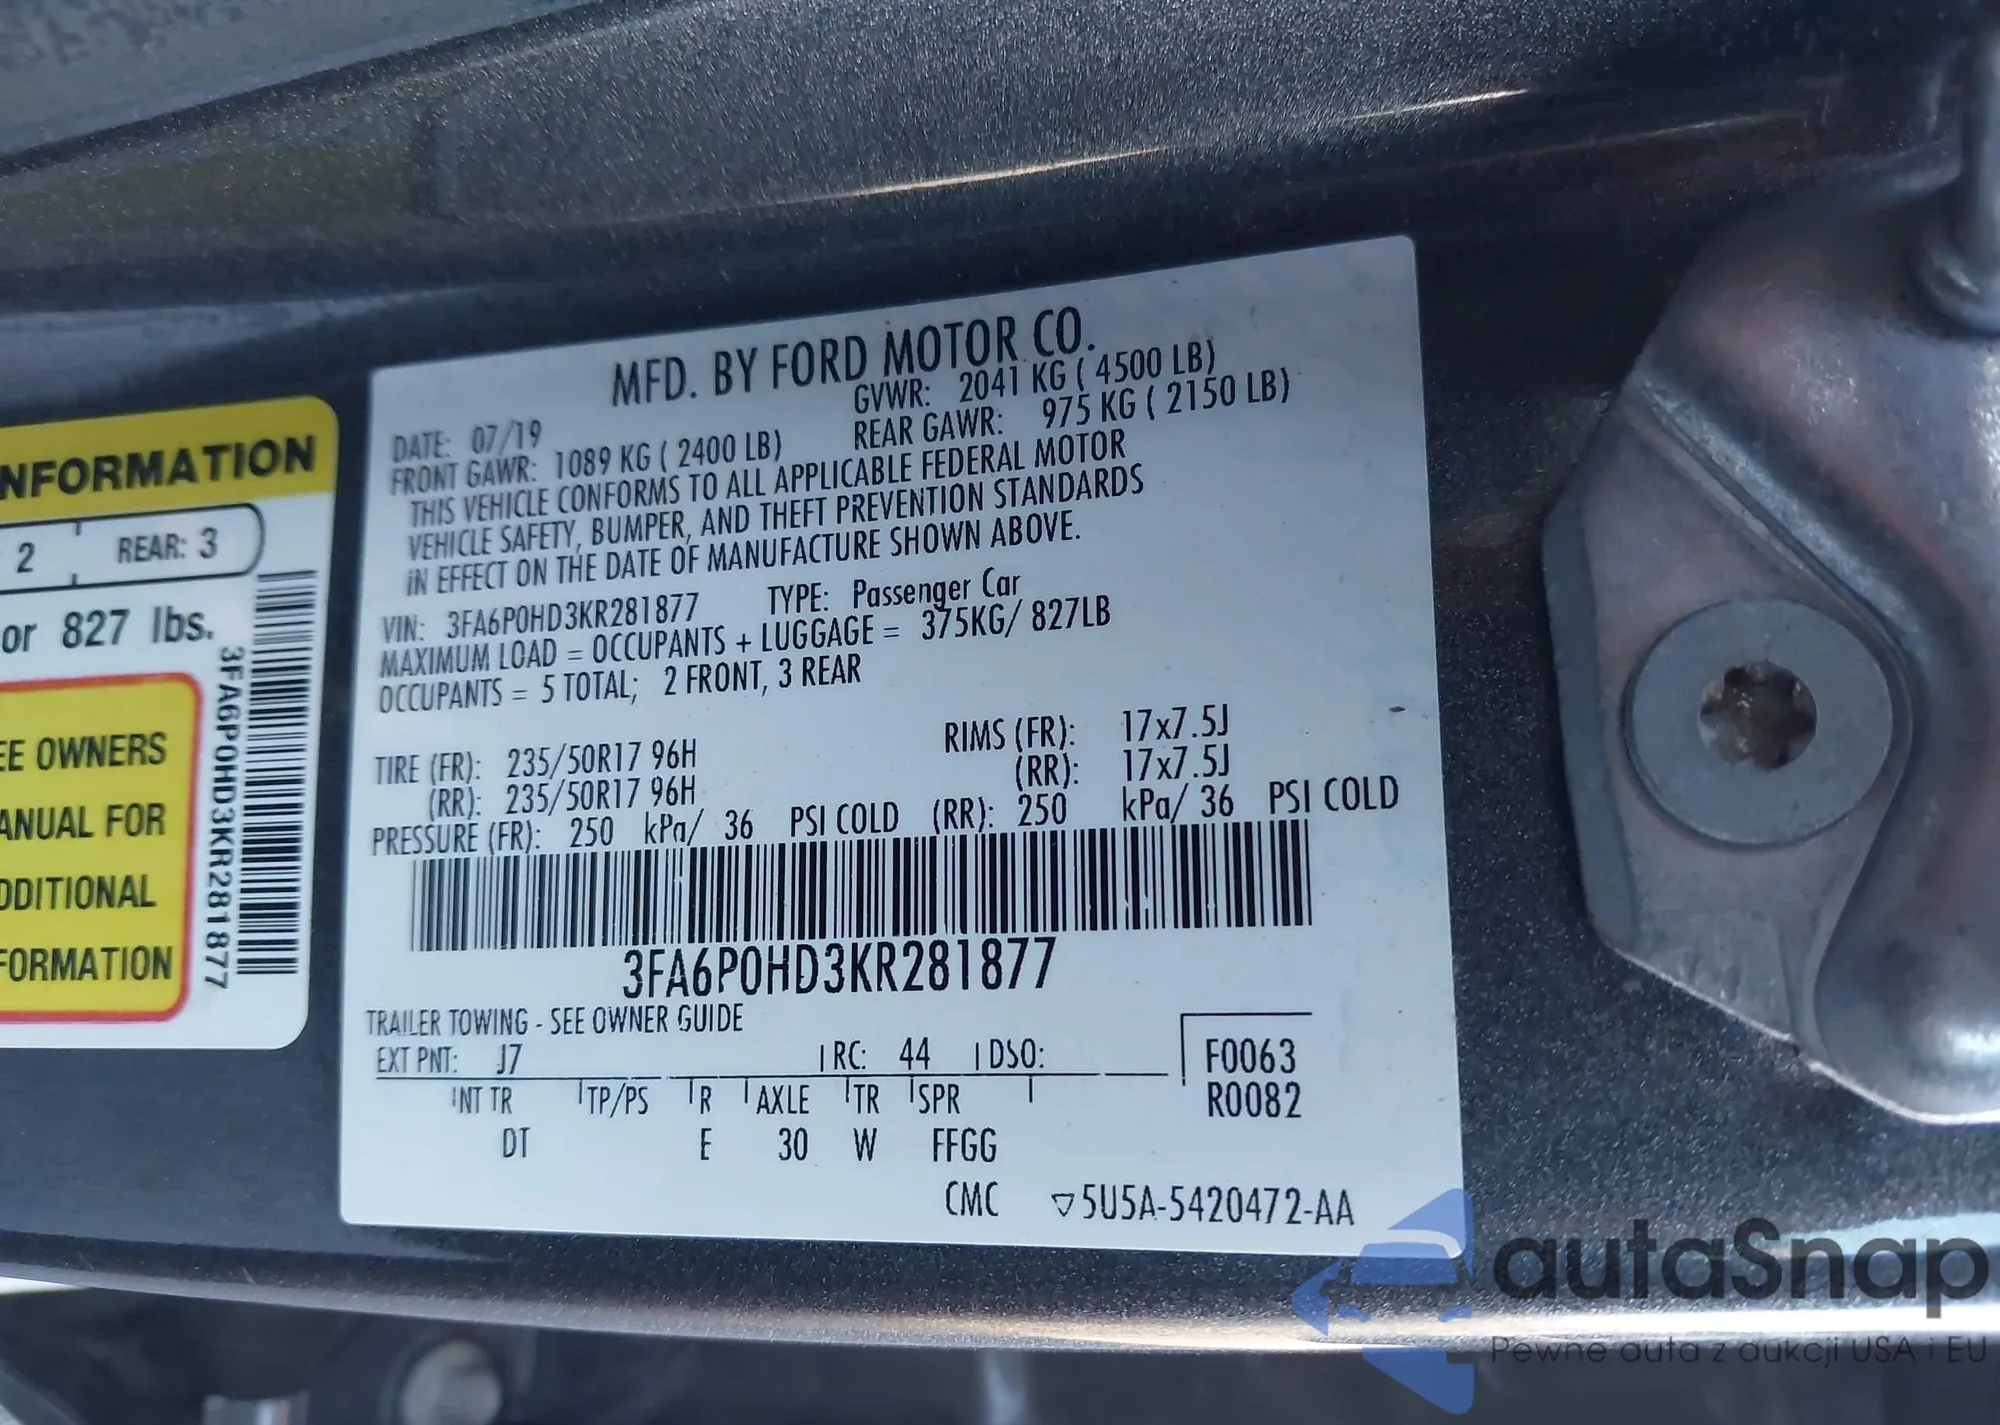 NFORMATION
2 REAR: 3
or 827 lbs.
EE OWNERS
ANUAL FOR
DDITIONAL
FORMATION
3FA6P0HD3KR281877
MFD. BY FORD MOTOR CO.
DATE: 07/19 GVWR: 2041 KG ( 4500 LB)
FRONT GAWR: 1089 KG ( 2400 LB) REAR GAWR: 975 KG ( 2150 LB)
THIS VEHICLE CONFORMS TO ALL APPLICABLE FEDERAL MOTOR
VEHICLE SAFETY, BUMPER, AND THEFT PREVENTION STANDARDS
IN EFFECT ON THE DATE OF MANUFACTURE SHOWN ABOVE.
VIN: 3FA6P0HD3KR281877 TYPE: Passenger Car
MAXIMUM LOAD = OCCUPANTS + LUGGAGE = 375KG/ 827LB
OCCUPANTS = 5 TOTAL; 2 FRONT, 3 REAR
TIRE (FR): 235/50R17 96H RIMS (FR): 17x7.5J
(RR): 235/50R17 96H (RR): 17x7.5J
PRESSURE (FR): 250 kPa/ 36 PSI COLD (RR): 250 kPa/ 36 PSI COLD
3FA6P0HD3KR281877
TRAILER TOWING - SEE OWNER GUIDE
EXT PNT: J7 RC: 44 DSO: F0063
INT TR TP/PS R AXLE TR SPR R0082
DT E 30 W FFGG
CMC ▽5U5A-5420472-AA
autaSnap
Pewne auta z aukcji USA i EU